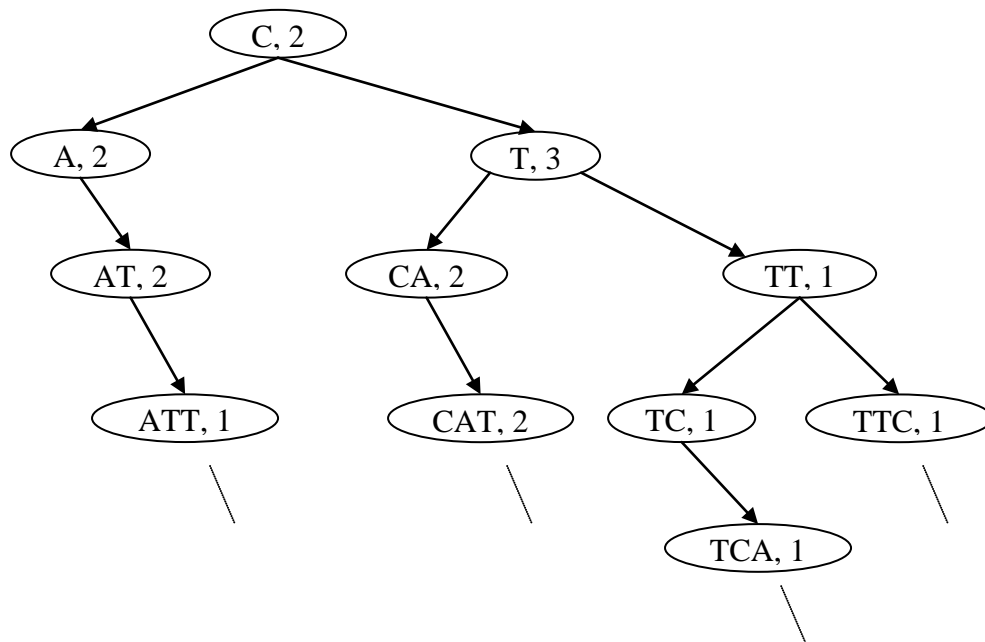 C, 2
A, 2
T, 3
AT, 2
CA, 2
TT, 1
ATT, 1
CAT, 2
TC, 1
TTC, 1
TCA, 1